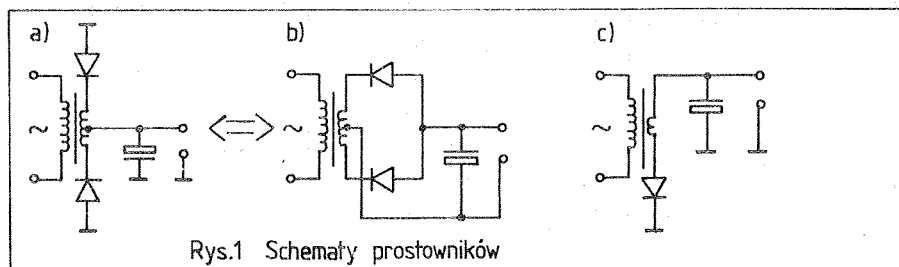 a) b) c)
~ ~ ~
Rys.1 Schematy prostowników